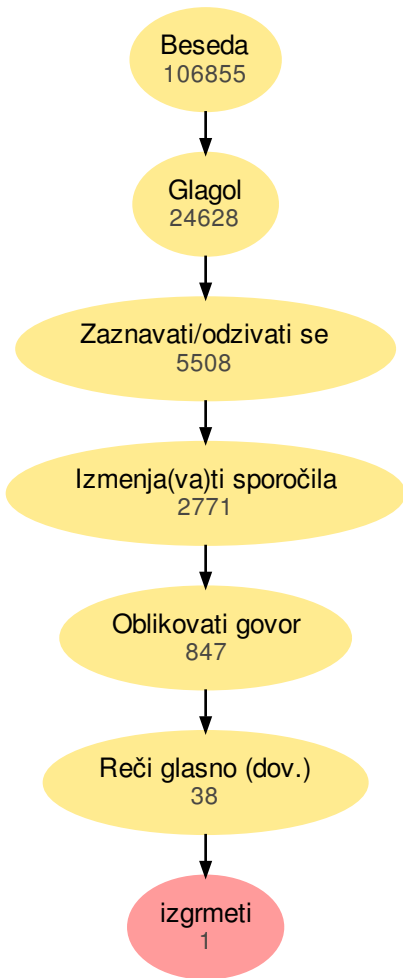 Beseda
106855
Glagol
24628
Zaznavati/odzivati se
5508
Izmenja(va)ti sporočila
2771
Oblikovati govor
847
Reči glasno (dov.)
38
izgrmeti
1